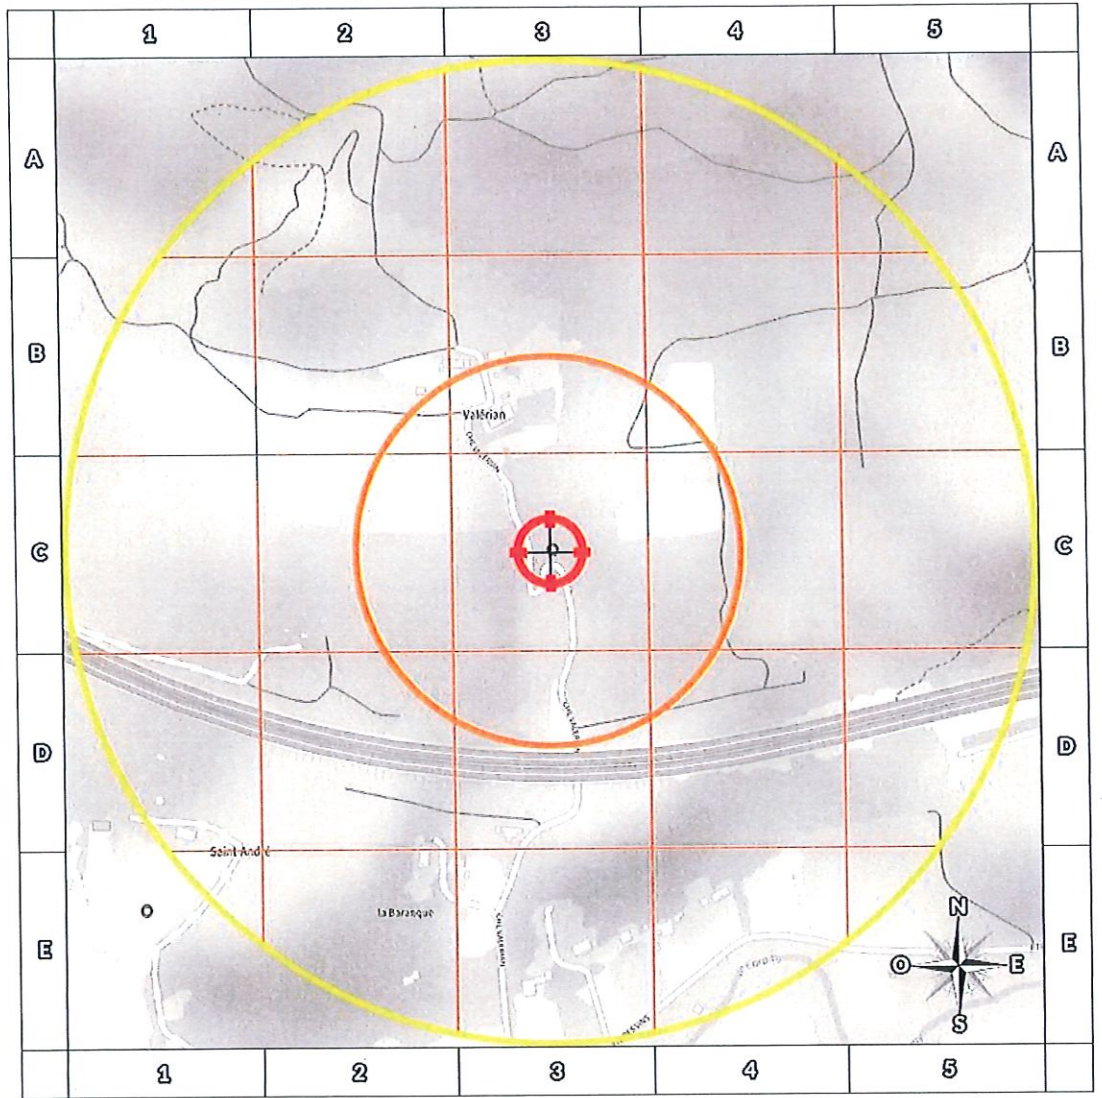 1 2 3 4 5
A A
B B
Valérian
C C
D D
Saint André
la Baranque
N
E O E E
S
1 2 3 4 5